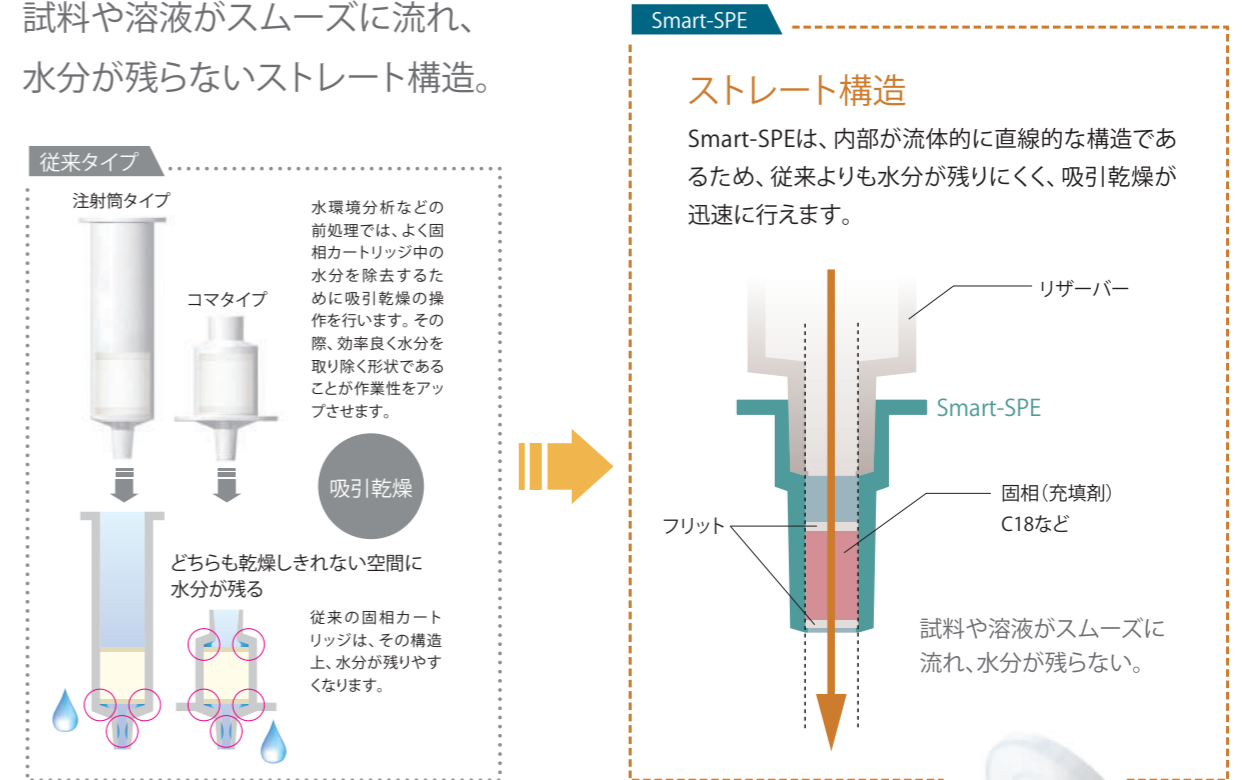 試料や溶液がスムーズに流れ、
水分が残らないストレート構造。
従来タイプ
注射筒タイプ
コマタイプ
水環境分析などの
前処理では、よく固
相カートリッジ中の
水分を除去するた
めに吸引乾燥の操
作を行います。その
際、効率良く水分を
取り除く形状である
ことが作業性をアッ
プさせます。
吸引乾燥
どちらも乾燥しきれない空間に
水分が残る
従来の固相カート
リッジは、その構造
上、水分が残りやす
くなります。
Smart-SPE
ストレート構造
Smart-SPEは、内部が流体的に直線的な構造であ
るため、従来よりも水分が残りにくく、吸引乾燥が
迅速に行えます。
リザーバー
Smart-SPE
固相(充填剤)
C18など
フリット
試料や溶液がスムーズに
流れ、水分が残らない。